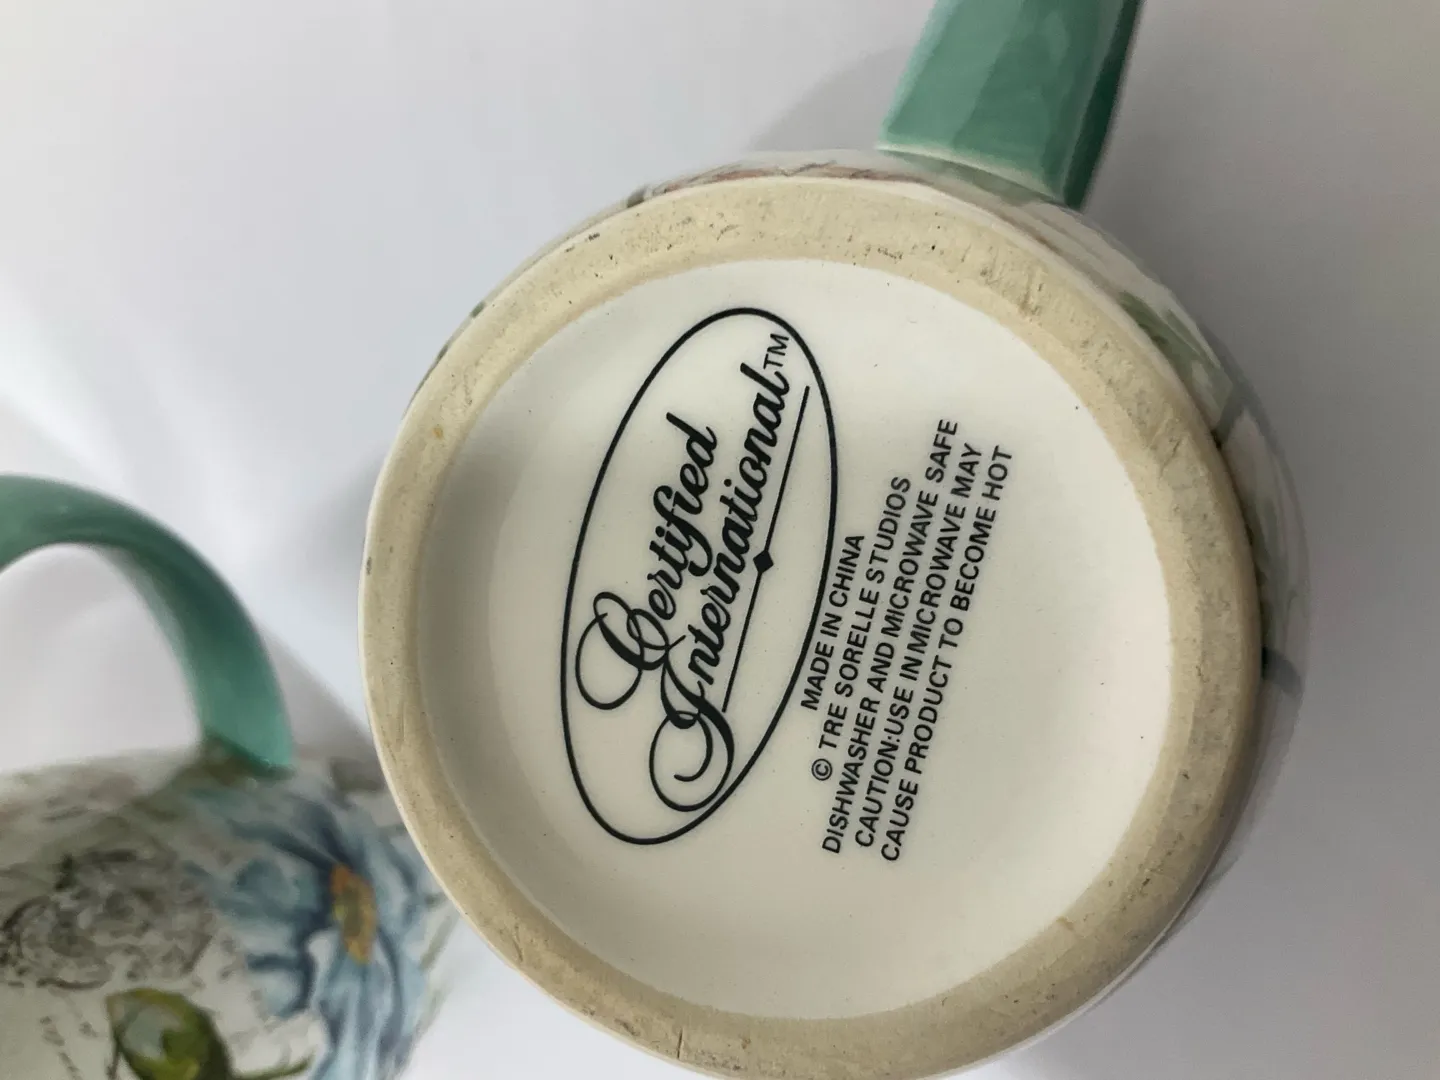 Certified
International™
MADE IN CHINA
© TRE SORELLE STUDIOS
DISHWASHER AND MICROWAVE SAFE
CAUTION:USE IN MICROWAVE MAY
CAUSE PRODUCT TO BECOME HOT